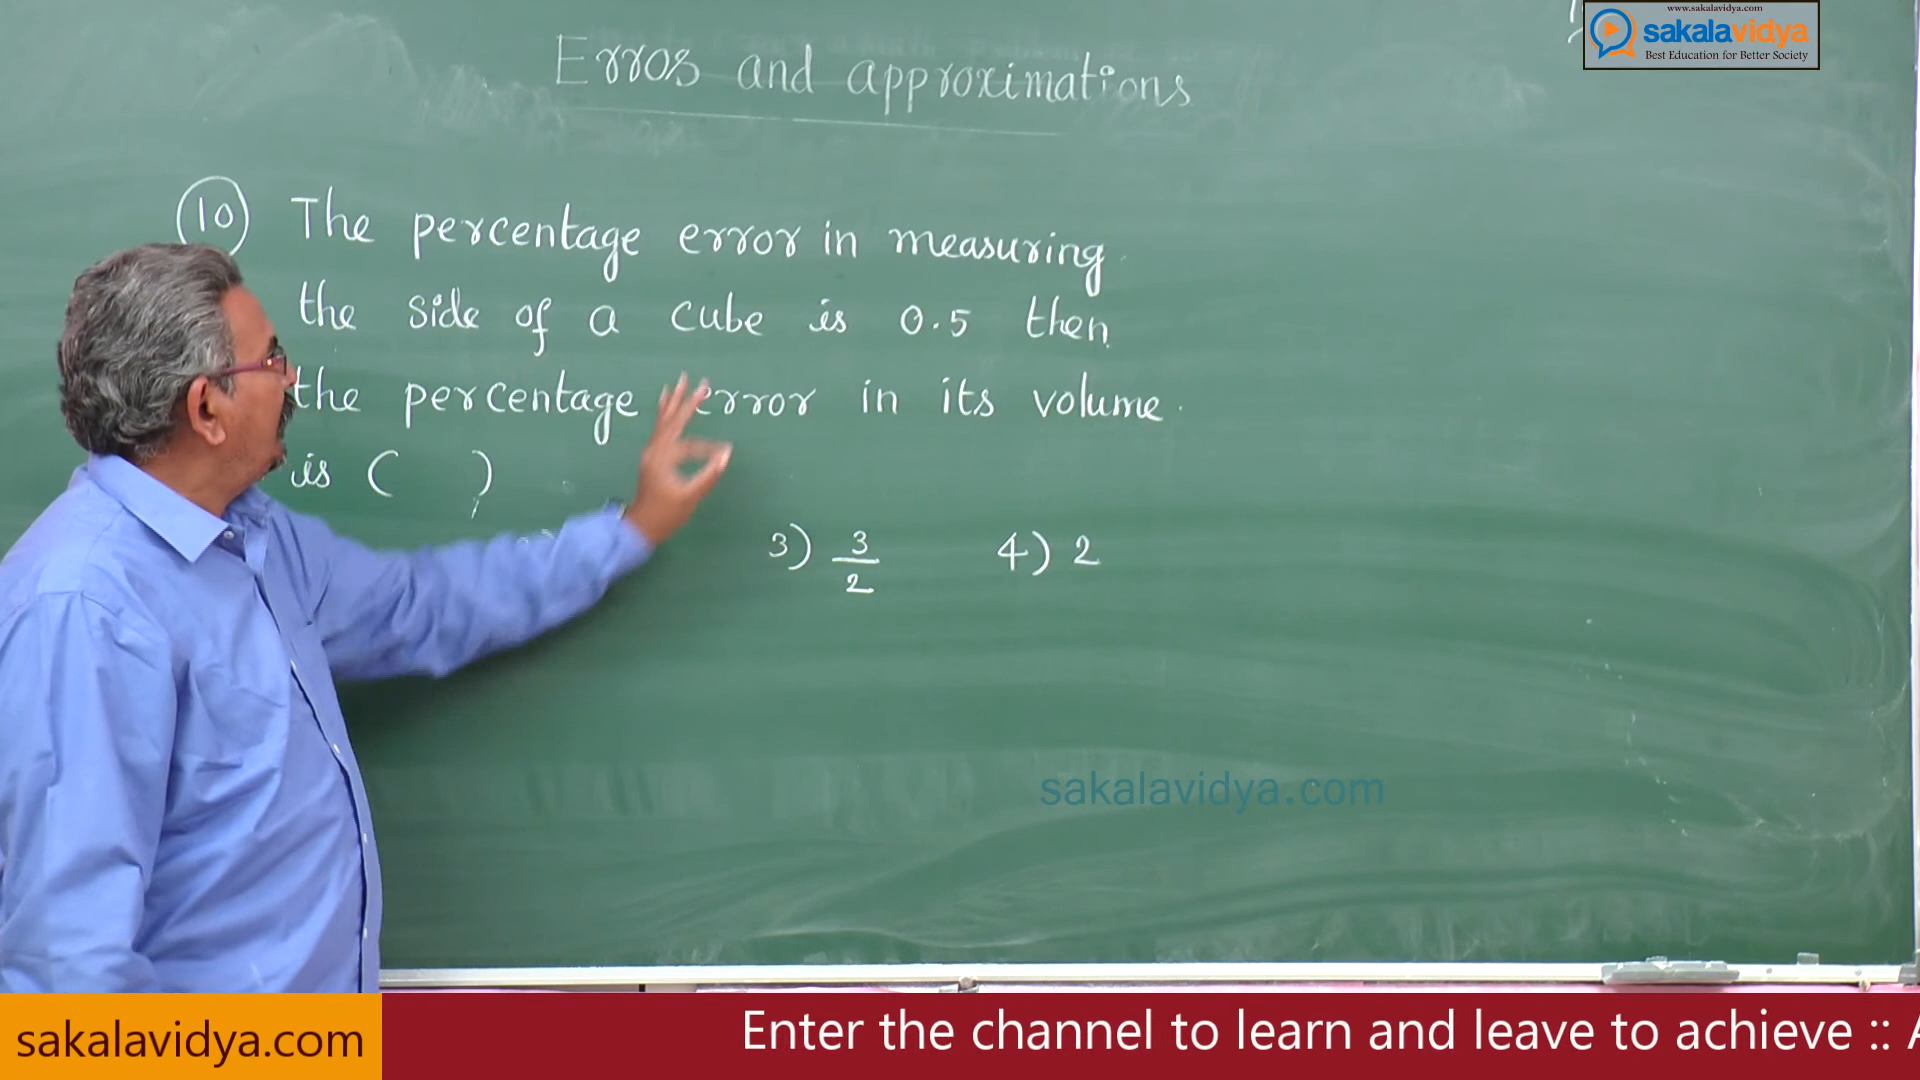 www.sakalavidya.com
sakalavidya
Best Education for Better Society
Erros and approximations
10 The percentage error in measuring
the side of a cube is 0.5 then
the percentage error in its volume.
is ( )
3) 3/2 4) 2
sakalavidya.com
sakalavidya.com
Enter the channel to learn and leave to achieve ::